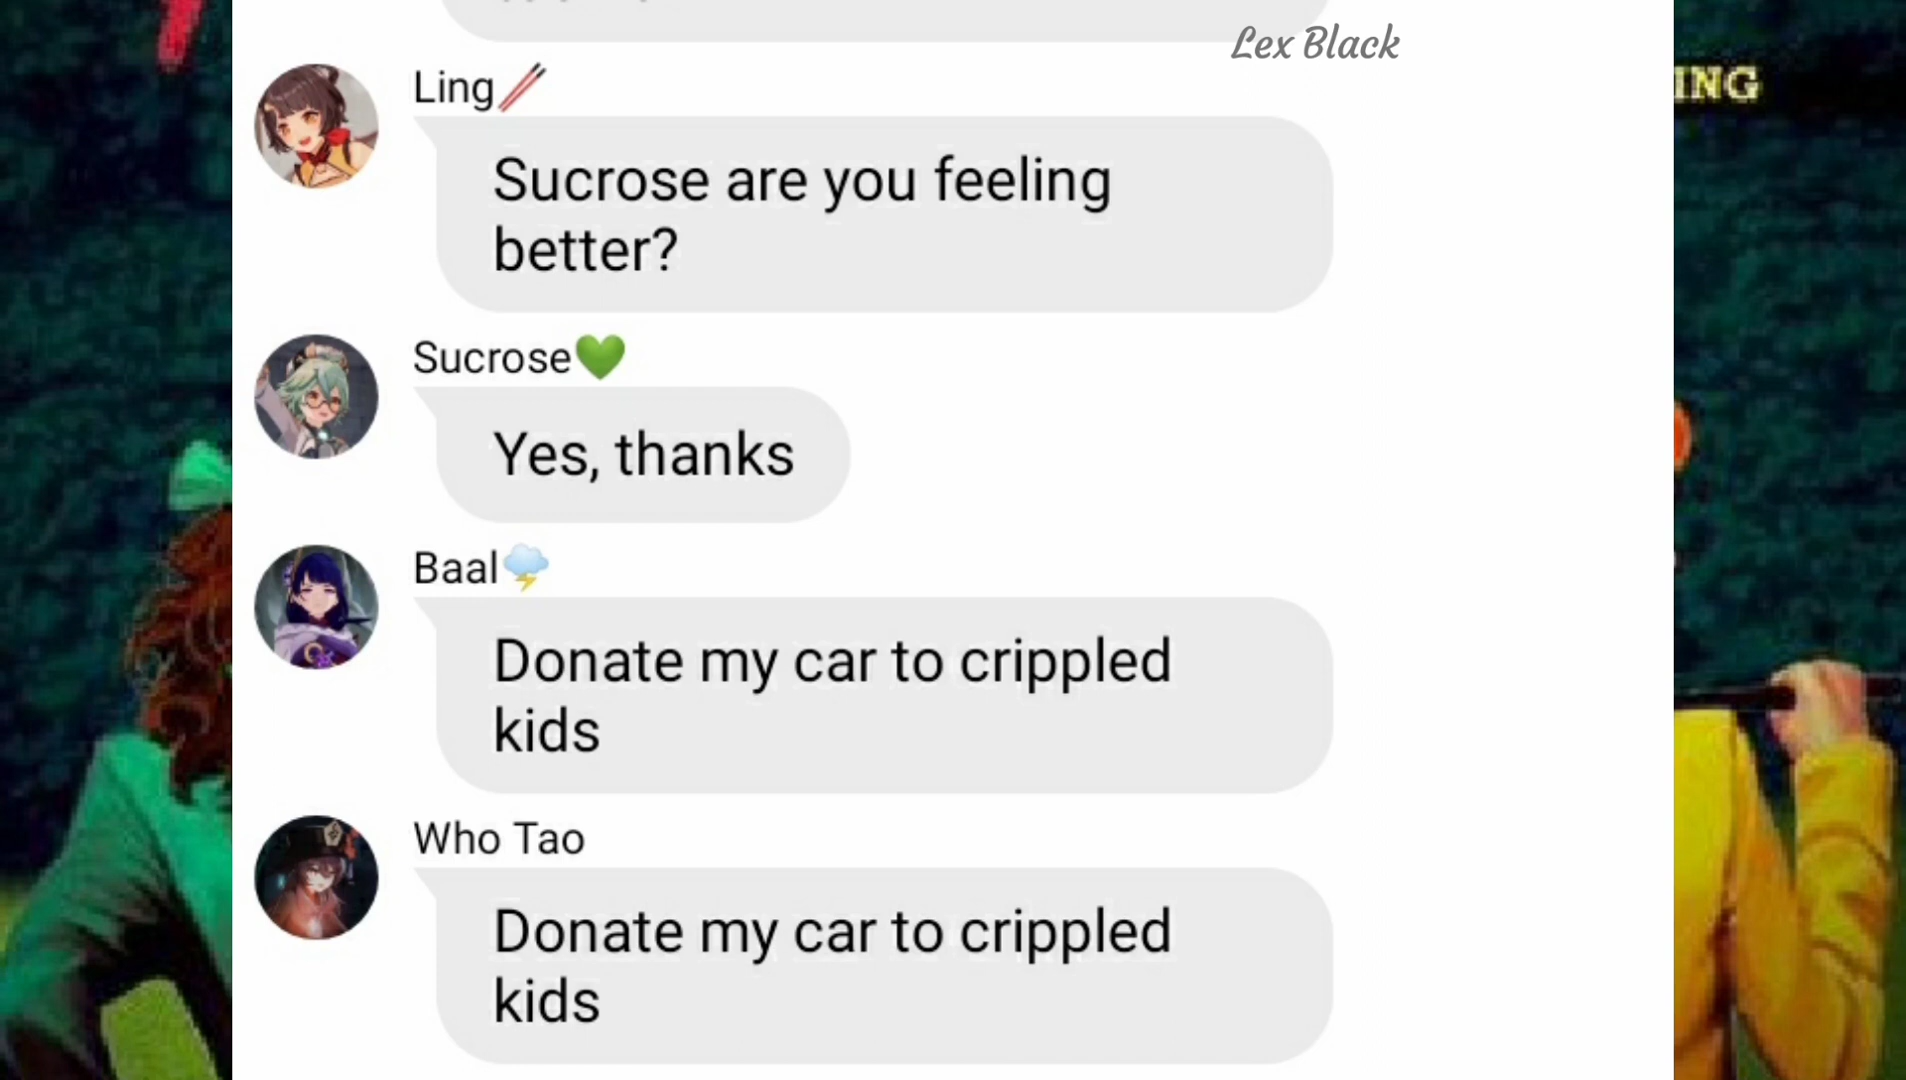 Lex Black
ING
Ling🥢
Sucrose are you feeling
better?
Sucrose💚
Yes, thanks
Baal🌩️
Donate my car to crippled
kids
Who Tao
Donate my car to crippled
kids